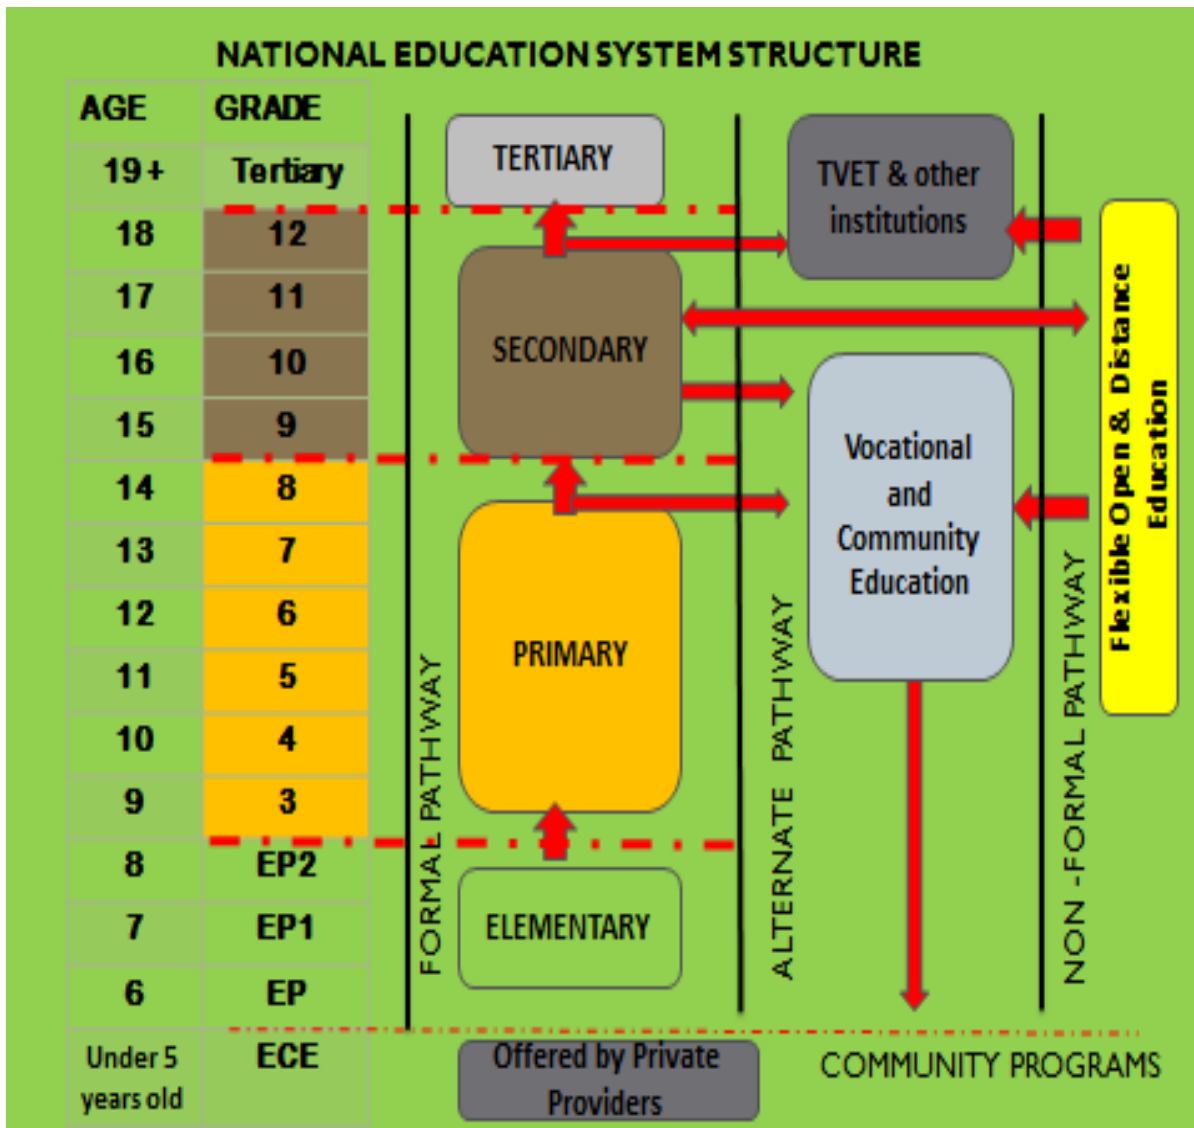 NATIONAL EDUCATION SYSTEM STRUCTURE
AGE GRADE
19+ Tertiary
18 12
17 11
16 10
15 9
14 8
13 7
12 6
11 5
10 4
9 3
8 EP2
7 EP1
6 EP
Under 5
years old
ECE
FORMAL PATHWAY
TERTIARY
SECONDARY
PRIMARY
ELEMENTARY
Offered by Private
Providers
ALTERNATE PATHWAY
TVET & other
institutions
Vocational
and
Community
Education
COMMUNITY PROGRAMS
NON -FORMAL PATHWAY
Flexible Open & Distance
Education